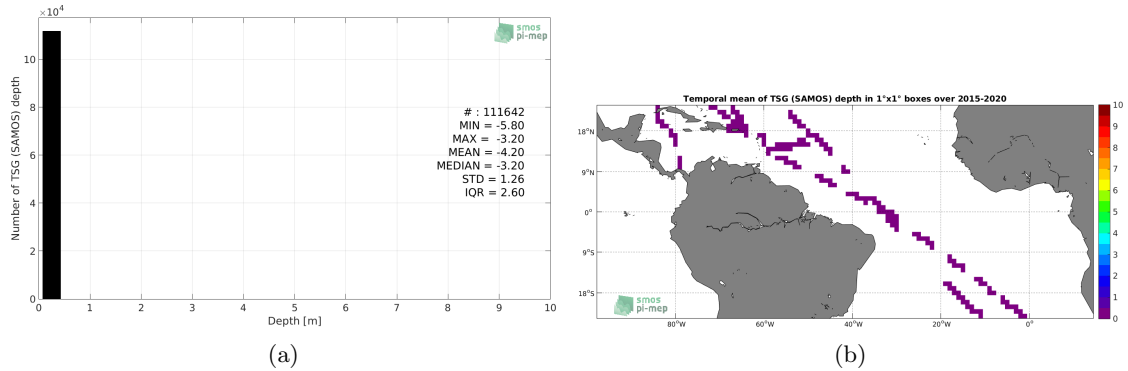 ×10⁴
10
8
6
4
2
0
Number of TSG (SAMOS) depth
smos
pi-mep
# : 111642
MIN = -5.80
MAX = -3.20
MEAN = -4.20
MEDIAN = -3.20
STD = 1.26
IQR = 2.60
0 1 2 3 4 5 6 7 8 9 10
Depth [m]
(a)
Temporal mean of TSG (SAMOS) depth in 1°x1° boxes over 2015-2020
18°N
9°N
0°
9°S
18°S
smos
pi-mep
80°W 60°W 40°W 20°W 0°
10
9
8
7
6
5
4
3
2
1
0
(b)